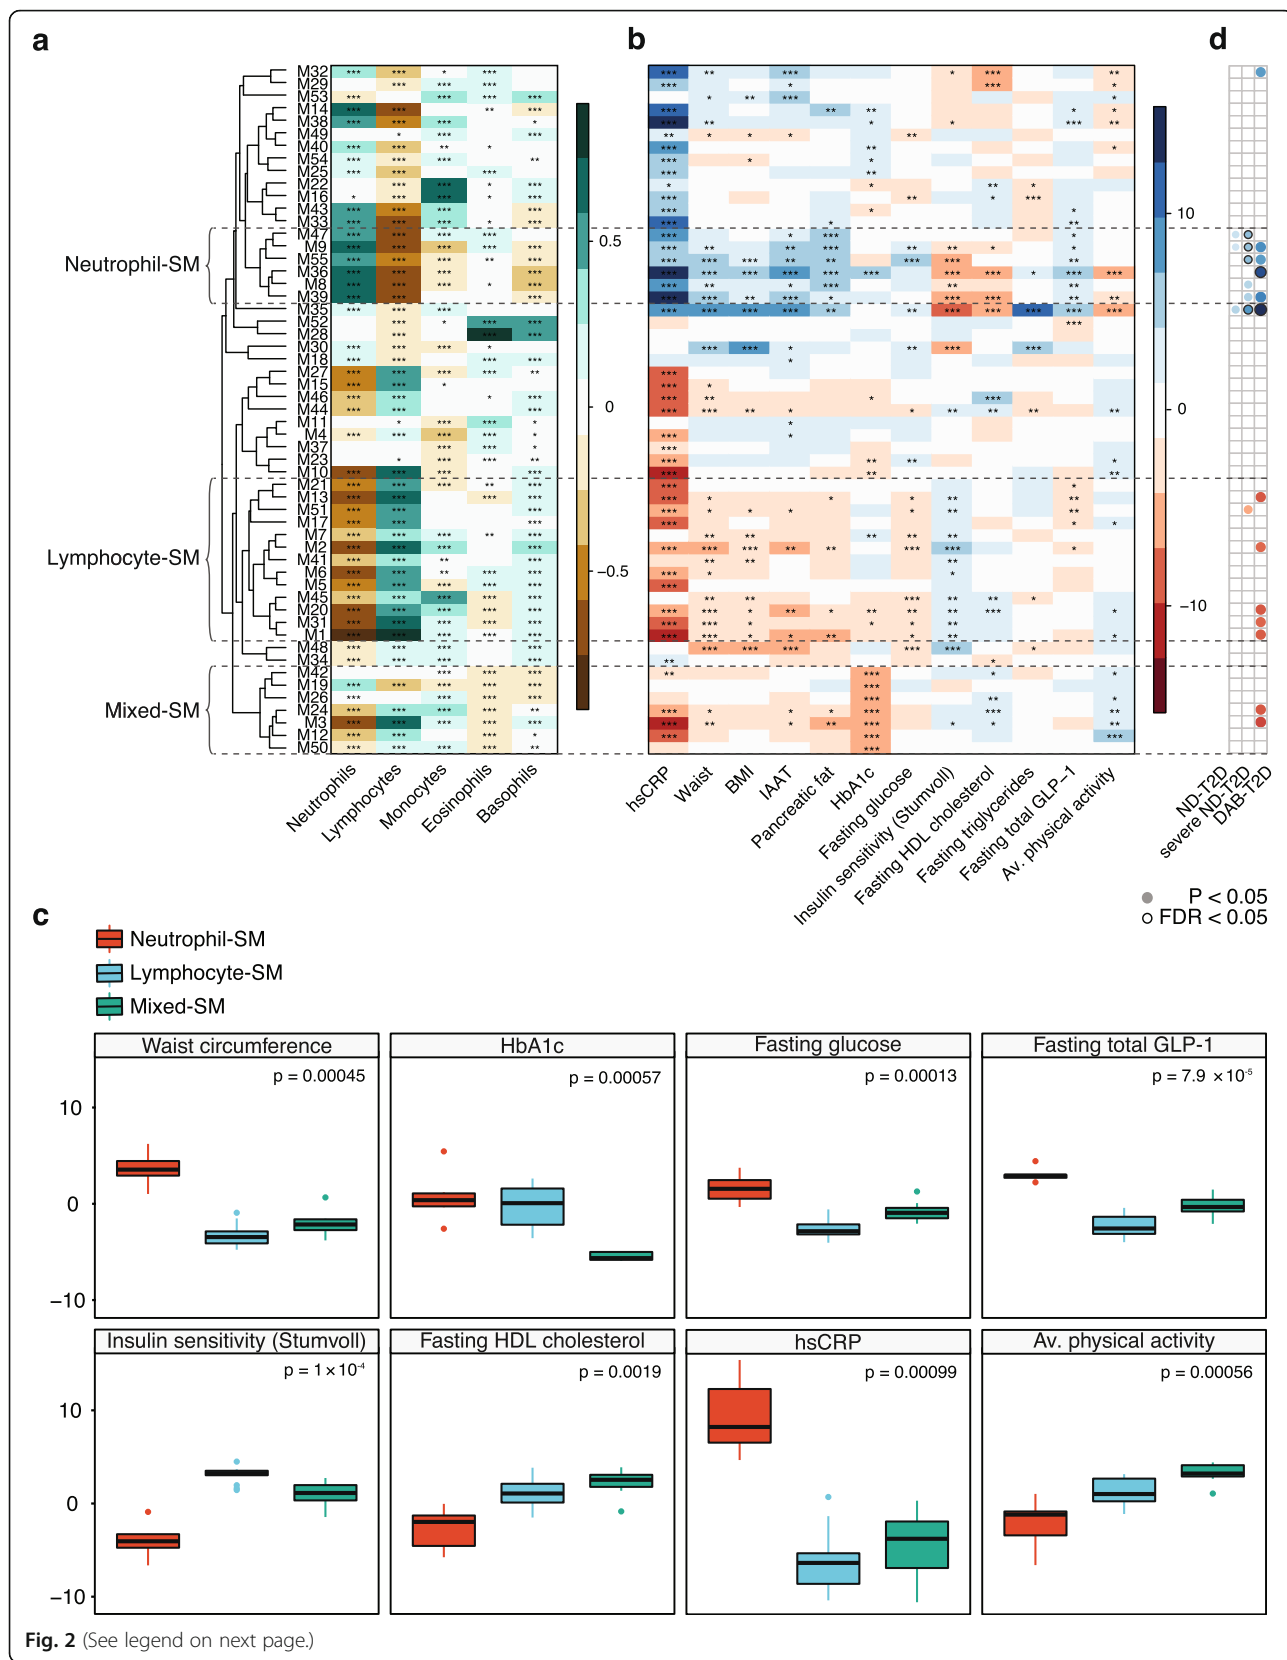 a
b
d
M32
M29
M53
M14
M38
M49
M40
M54
M25
M22
M16
M43
M33
M47
M9
M55
M36
M8
M39
M35
M52
M28
M30
M18
M27
M15
M46
M44
M11
M4
M37
M23
M10
M21
M13
M51
M17
M7
M2
M41
M6
M5
M45
M20
M31
M1
M48
M34
M42
M19
M26
M24
M3
M12
M50
Neutrophil-SM
Lymphocyte-SM
Mixed-SM
0.5
0
−0.5
10
0
−10
Neutrophils
Lymphocytes
Monocytes
Eosinophils
Basophils
hsCRP
Waist
BMI
IAAT
Pancreatic fat
HbA1c
Fasting glucose
Insulin sensitivity (Stumvoll)
Fasting HDL cholesterol
Fasting triglycerides
Fasting total GLP−1
Av. physical activity
ND-T2D
severe ND-T2D
DAB-T2D
P < 0.05
FDR < 0.05
c
Neutrophil-SM
Lymphocyte-SM
Mixed-SM
Waist circumference
HbA1c
Fasting glucose
Fasting total GLP-1
p = 0.00045
p = 0.00057
p = 0.00013
p = 7.9 ×10⁻⁵
10
0
−10
Insulin sensitivity (Stumvoll)
Fasting HDL cholesterol
hsCRP
Av. physical activity
p = 1×10⁻⁴
p = 0.0019
p = 0.00099
p = 0.00056
10
0
−10
Fig. 2 (See legend on next page.)